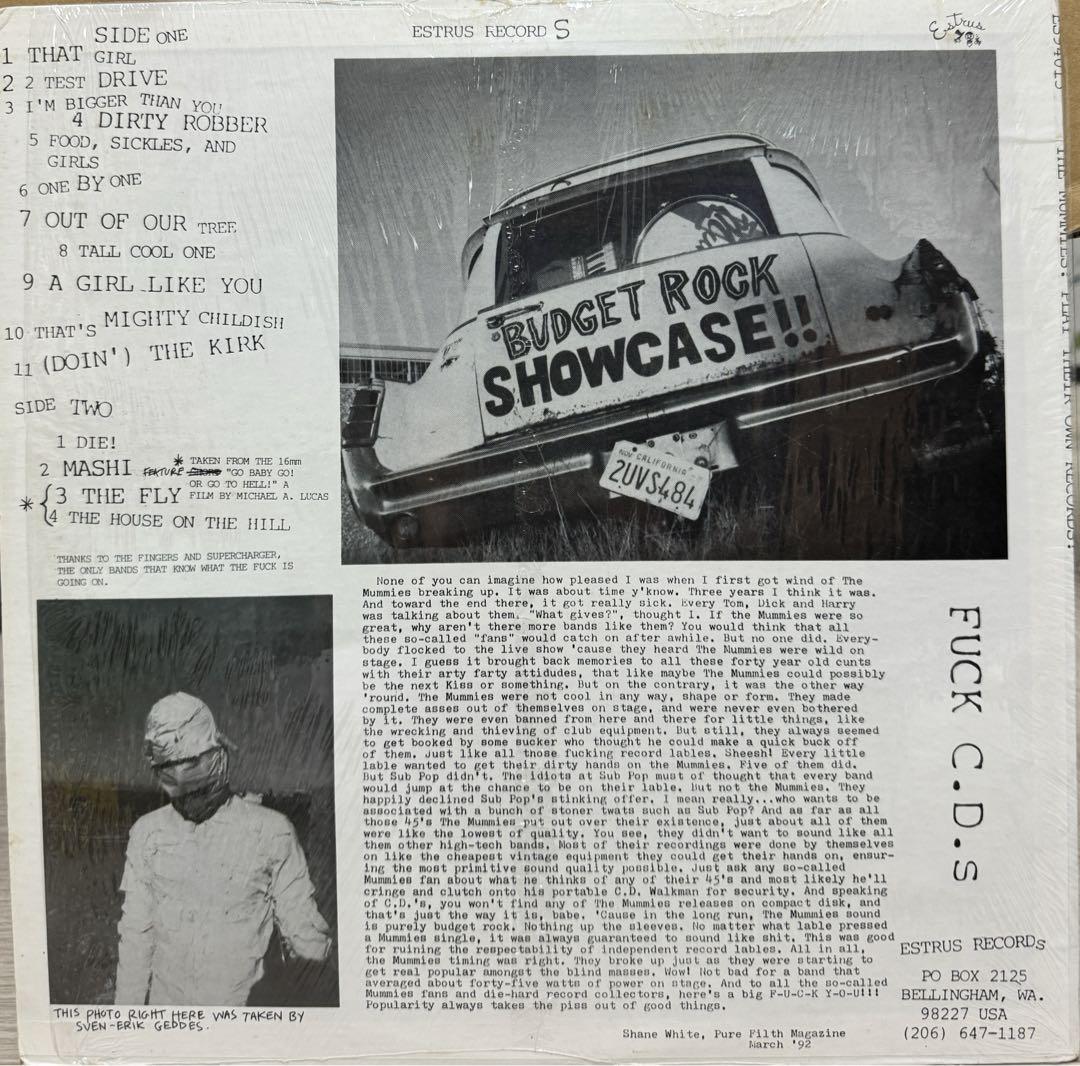 SIDE ONE
1 THAT GIRL
2 2 TEST DRIVE
3 I'M BIGGER THAN YOU
4 DIRTY ROBBER
5 FOOD, SICKLES, AND
GIRLS
6 ONE BY ONE
7 OUT OF OUR TREE
8 TALL COOL ONE
9 A GIRL LIKE YOU
10 THAT'S MIGHTY CHILDISH
11 (DOIN') THE KIRK
SIDE TWO
1 DIE!
2 MASHI
* {3 THE FLY
4 THE HOUSE ON THE HILL
* TAKEN FROM THE 16mm
FEATURE "GO BABY GO!
OR GO TO HELL!" A
FILM BY MICHAEL A. LUCAS
THANKS TO THE FINGERS AND SUPERCHARGER,
THE ONLY BANDS THAT KNOW WHAT THE FUCK IS
GOING ON.
THIS PHOTO RIGHT HERE WAS TAKEN BY
SVEN-ERIK GEDDES.
ESTRUS RECORDS
Estrus
BUDGET ROCK
SHOWCASE!!
NOV CALIFORNIA
2UVS484
None of you can imagine how pleased I was when I first got wind of The
Mummies breaking up. It was about time y'know. Three years I think it was.
And toward the end there, it got really sick. Every Tom, Dick and Harry
was talking about them. "What gives?", thought I. If the Mummies were so
great, why aren't there more bands like them? You would think that all
these so-called "fans" would catch on after awhile. But no one did. Every-
body flocked to the live show 'cause they heard The Mummies were wild on
stage. I guess it brought back memories to all these forty year old cunts
with their arty farty attidudes, that like maybe The Mummies could possibly
be the next Kiss or something. But on the contrary, it was the other way
'round. The Mummies were not cool in any way, shape or form. They made
complete asses out of themselves on stage, and were never even bothered
by it. They were even banned from here and there for little things, like
the wrecking and thieving of club equipment. But still, they always seemed
to get booked by some sucker who thought he could make a quick buck off
of them. Just like all those fucking record lables. Sheesh! Every little
lable wanted to get their dirty hands on the Mummies. Five of them did.
But Sub Pop didn't. The idiots at Sub Pop must of thought that every band
would jump at the chance to be on their lable. But not the Mummies. They
happily declined Sub Pop's stinking offer. I mean really...who wants to be
associated with a bunch of stoner twats such as Sub Pop? And as far as all
those 45's The Mummies put out over their existence, just about all of them
were like the lowest of quality. You see, they didn't want to sound like all
them other high-tech bands. Most of their recordings were done by themselves
on like the cheapest vintage equipment they could get their hands on, ensur-
ing the most primitive sound quality possible. Just ask any so-called
Mummies fan about what he thinks of any of their 45's and most likely he'll
cringe and clutch onto his portable C.D. Walkman for security. And speaking
of C.D.'s, you won't find any of The Mummies releases on compact disk, and
that's just the way it is, babe. 'Cause in the long run, The Mummies sound
is purely budget rock. Nothing up the sleeves. No matter what lable pressed
a Mummies single, it was always guaranteed to sound like shit. This was good
for ruining the respectability of independent record lables. All in all,
the Mummies timing was right. They broke up just as they were starting to
get real popular amongst the blind masses. Wow! Not bad for a band that
averaged about forty-five watts of power on stage. And to all the so-called
Mummies fans and die-hard record collectors, here's a big F-U-C-K Y-O-U!!!
Popularity always takes the piss out of good things.
Shane White, Pure Filth Magazine
March '92
FUCK C.D.S
ESTRUS RECORDs
PO BOX 2125
BELLINGHAM, WA.
98227 USA
(206) 647-1187
THE MUMMIES: PLAY THEIR OWN RECORDS!